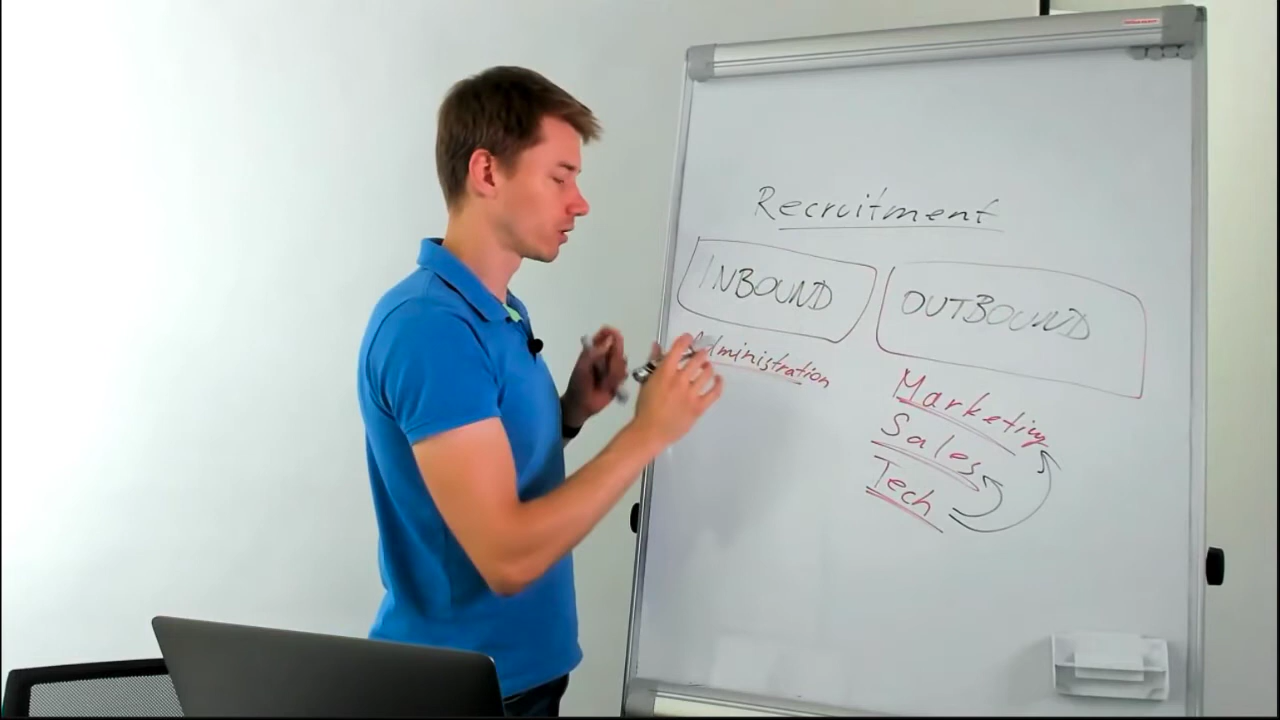 Recruitment
INBOUND
OUTBOUND
Administration
Marketing
Sales
Tech